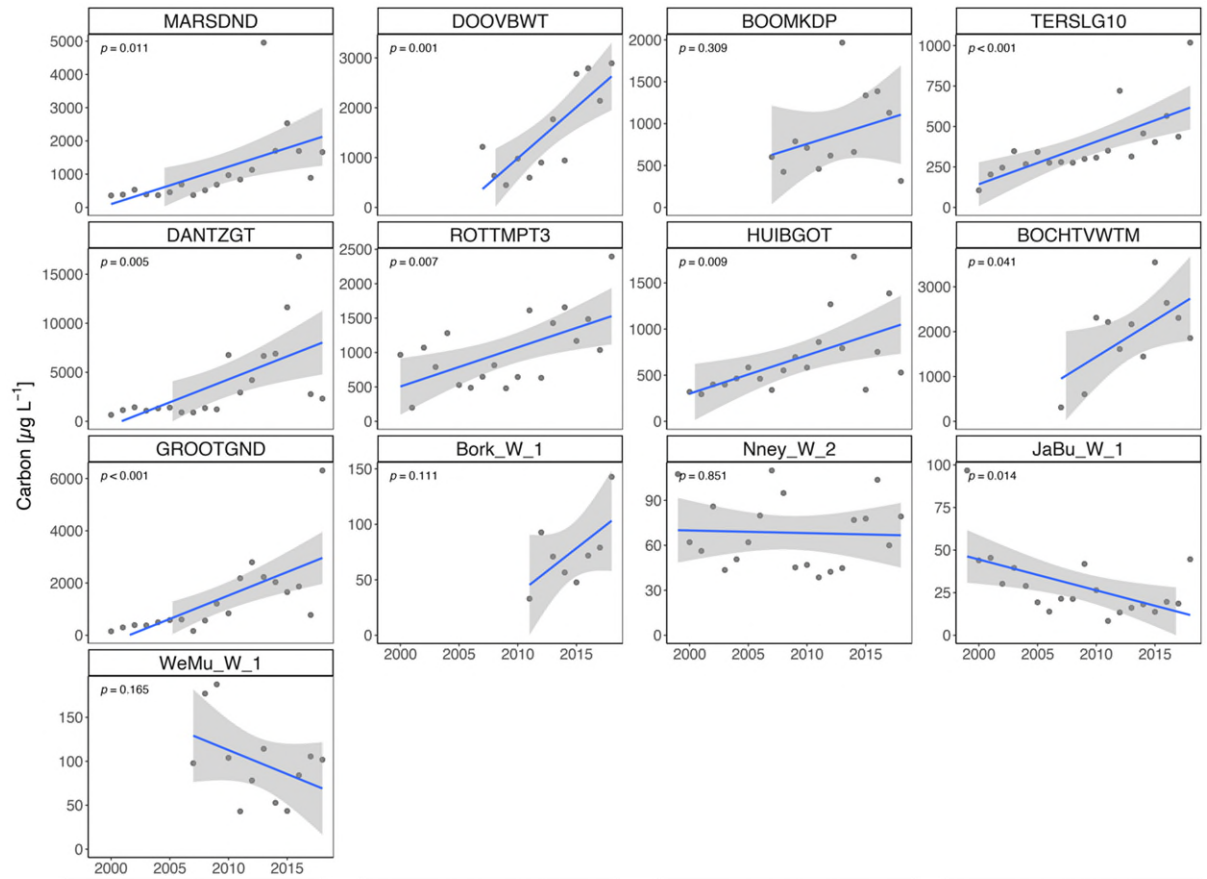 MARSDND DOOVBWT BOOMKDP TERSLG10
p = 0.011 p = 0.001 p = 0.309 p < 0.001
5000 4000 3000 2000 1000 0
3000 2000 1000 0
2000 1500 1000 500 0
1000 750 500 250 0
DANTZGT ROTTMPT3 HUIBGOT BOCHTVWTM
p = 0.005 p = 0.007 p = 0.009 p = 0.041
15000 10000 5000 0
2500 2000 1500 1000 500 0
1500 1000 500 0
3000 2000 1000 0
Carbon [µg L⁻¹]
GROOTGND Bork_W_1 Nney_W_2 JaBu_W_1
p < 0.001 p = 0.111 p = 0.851 p = 0.014
6000 4000 2000 0
150 100 50 0
90 60 30 0
100 75 50 25 0
2000 2005 2010 2015 2000 2005 2010 2015 2000 2005 2010 2015
WeMu_W_1
p = 0.165
150 100 50 0
2000 2005 2010 2015